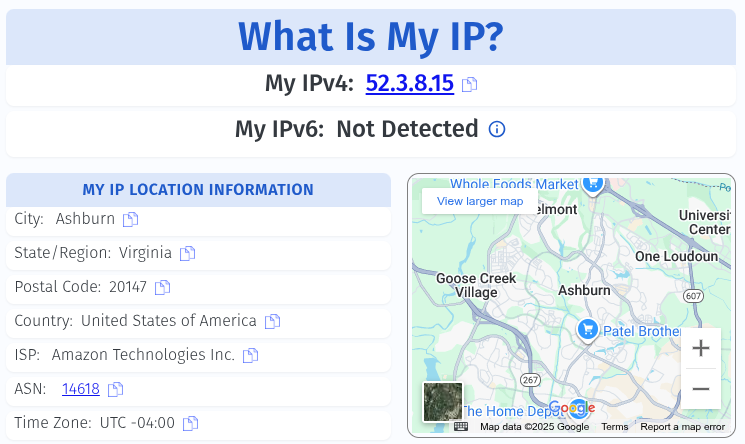 What Is My IP?
My IPv4: 52.3.8.15
My IPv6: Not Detected
MY IP LOCATION INFORMATION
City: Ashburn
State/Region: Virginia
Postal Code: 20147
Country: United States of America
ISP: Amazon Technologies Inc.
ASN: 14618
Time Zone: UTC -04:00
Whole Foods Market
View larger map
elmont
Universi
Center
One Loudoun
Goose Creek
Village
Ashburn
607
Patel Brothe
267
The Home Depo
Google
Map data ©2025 Google Terms Report a map error